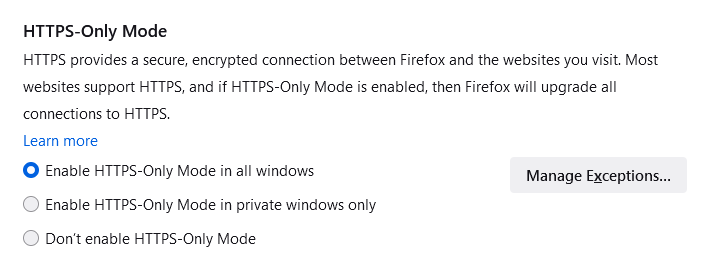 HTTPS-Only Mode
HTTPS provides a secure, encrypted connection between Firefox and the websites you visit. Most
websites support HTTPS, and if HTTPS-Only Mode is enabled, then Firefox will upgrade all
connections to HTTPS.
Learn more
Enable HTTPS-Only Mode in all windows
Manage Exceptions...
Enable HTTPS-Only Mode in private windows only
Don’t enable HTTPS-Only Mode